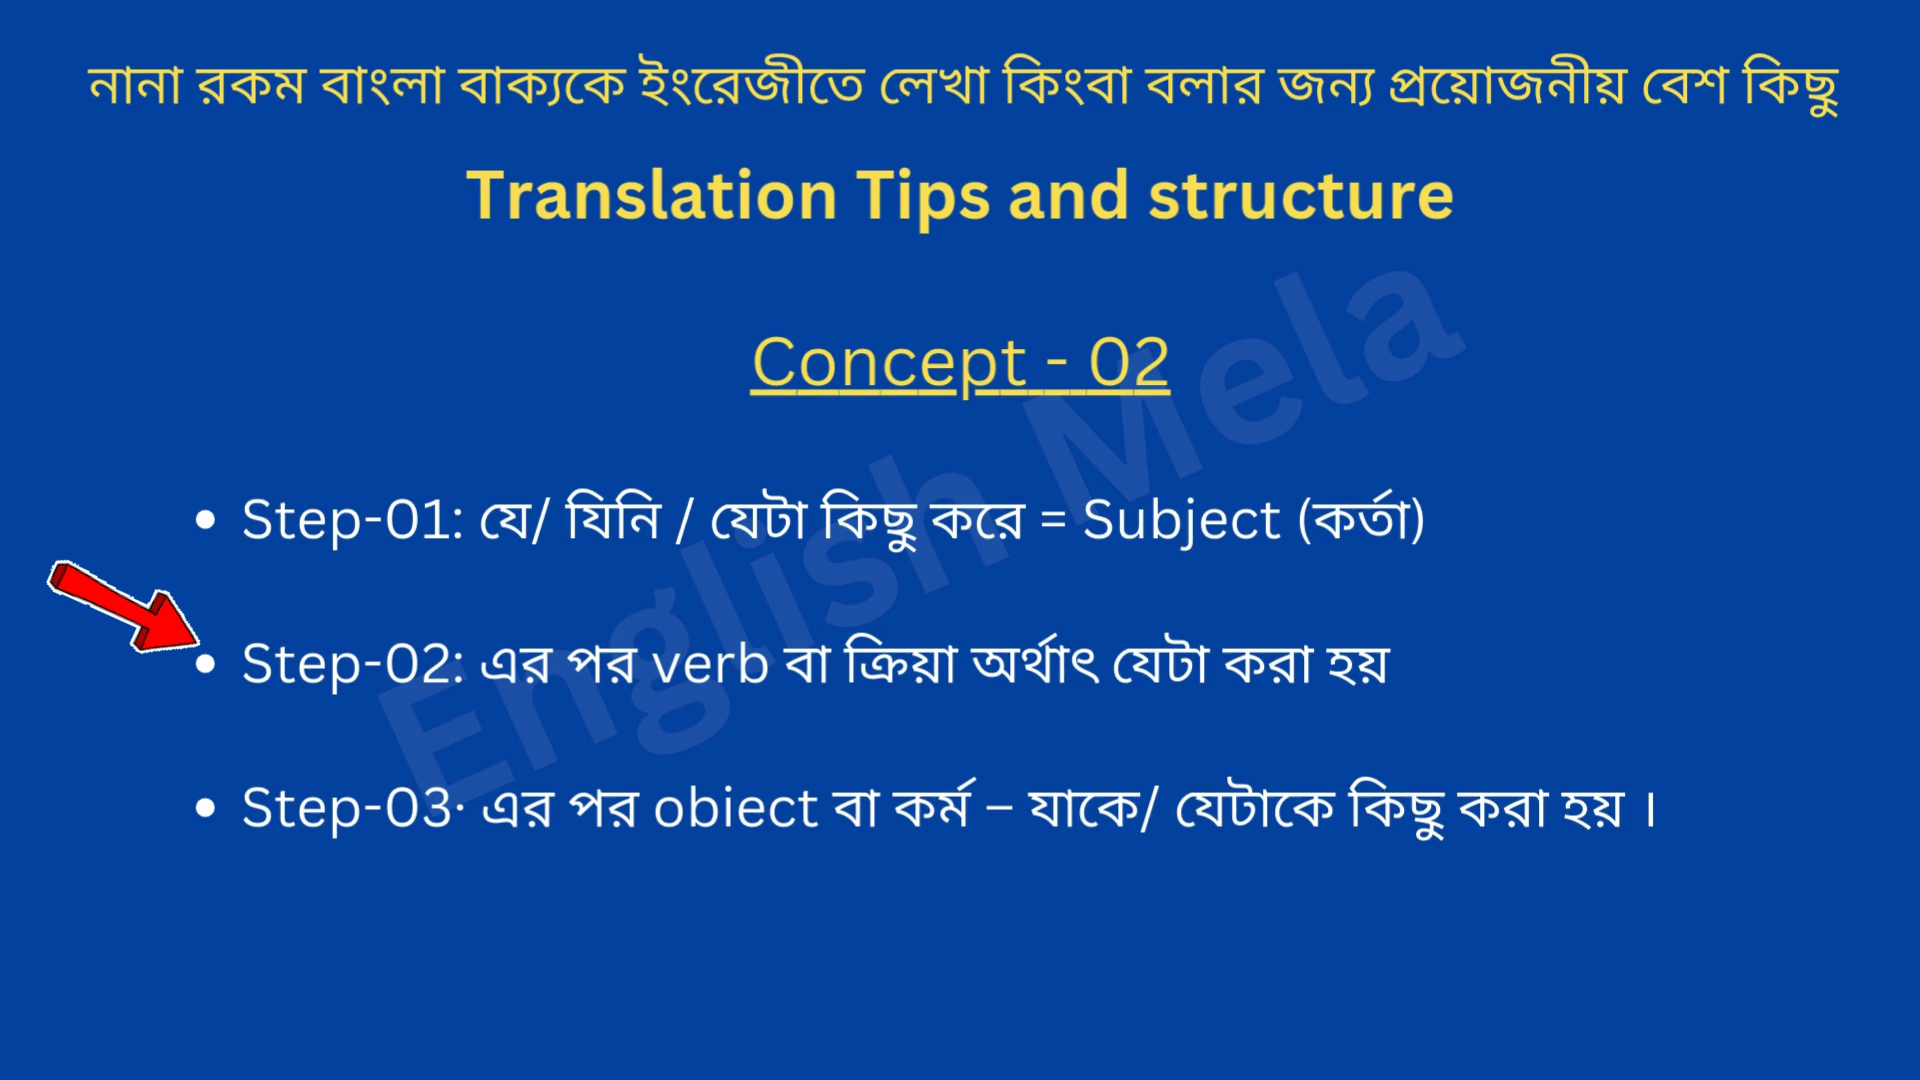 নানা রকম বাংলা বাক্যকে ইংরেজীতে লেখা কিংবা বলার জন্য প্রয়োজনীয় বেশ কিছু
Translation Tips and structure
Concept - 02
• Step-01: যে/ যিনি / যেটা কিছু করে = Subject (কর্তা)
• Step-02: এর পর verb বা ক্রিয়া অর্থাৎ যেটা করা হয়
• Step-03: এর পর object বা কর্ম – যাকে/ যেটাকে কিছু করা হয় ।
English Mela